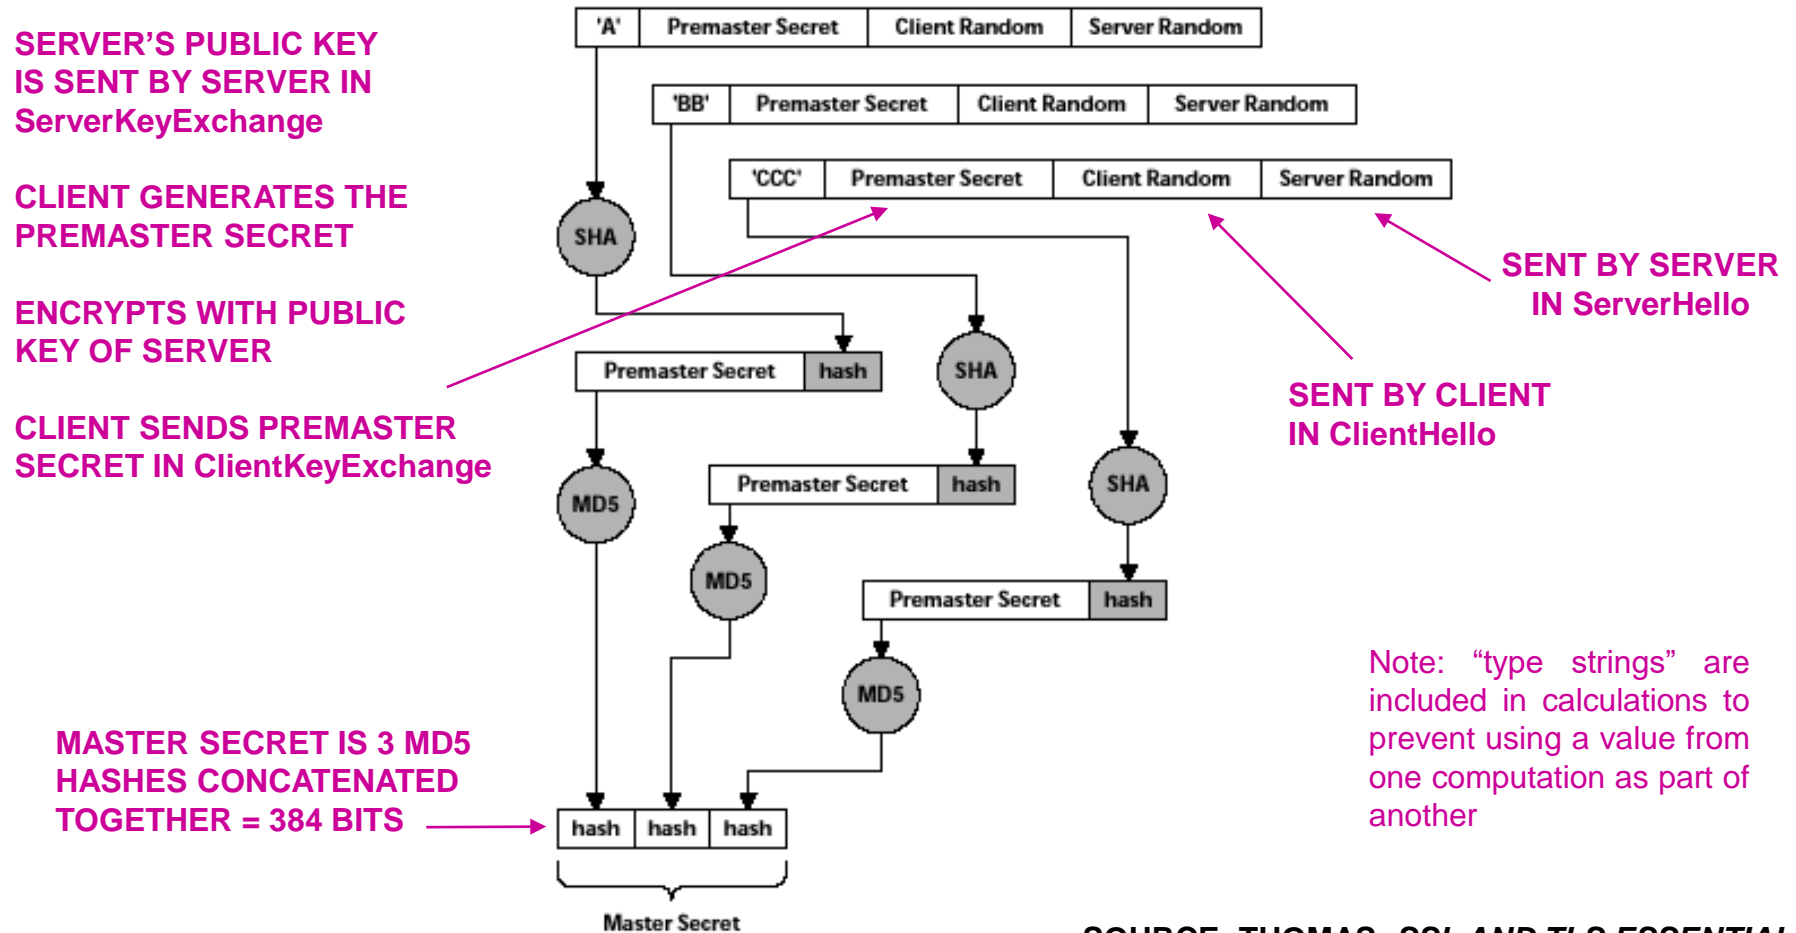 SERVER’S PUBLIC KEY
IS SENT BY SERVER IN
ServerKeyExchange
CLIENT GENERATES THE
PREMASTER SECRET
ENCRYPTS WITH PUBLIC
KEY OF SERVER
CLIENT SENDS PREMASTER
SECRET IN ClientKeyExchange
'A' Premaster Secret Client Random Server Random
'BB' Premaster Secret Client Random Server Random
'CCC' Premaster Secret Client Random Server Random
SHA
SENT BY SERVER
IN ServerHello
Premaster Secret hash
SHA
SENT BY CLIENT
IN ClientHello
MD5
Premaster Secret hash
SHA
MD5
Premaster Secret hash
MD5
Note: “type strings” are
included in calculations to
prevent using a value from
one computation as part of
another
MASTER SECRET IS 3 MD5
HASHES CONCATENATED
TOGETHER = 384 BITS
hash hash hash
Master Secret
SOURCE: THOMAS, SSL AND TLS